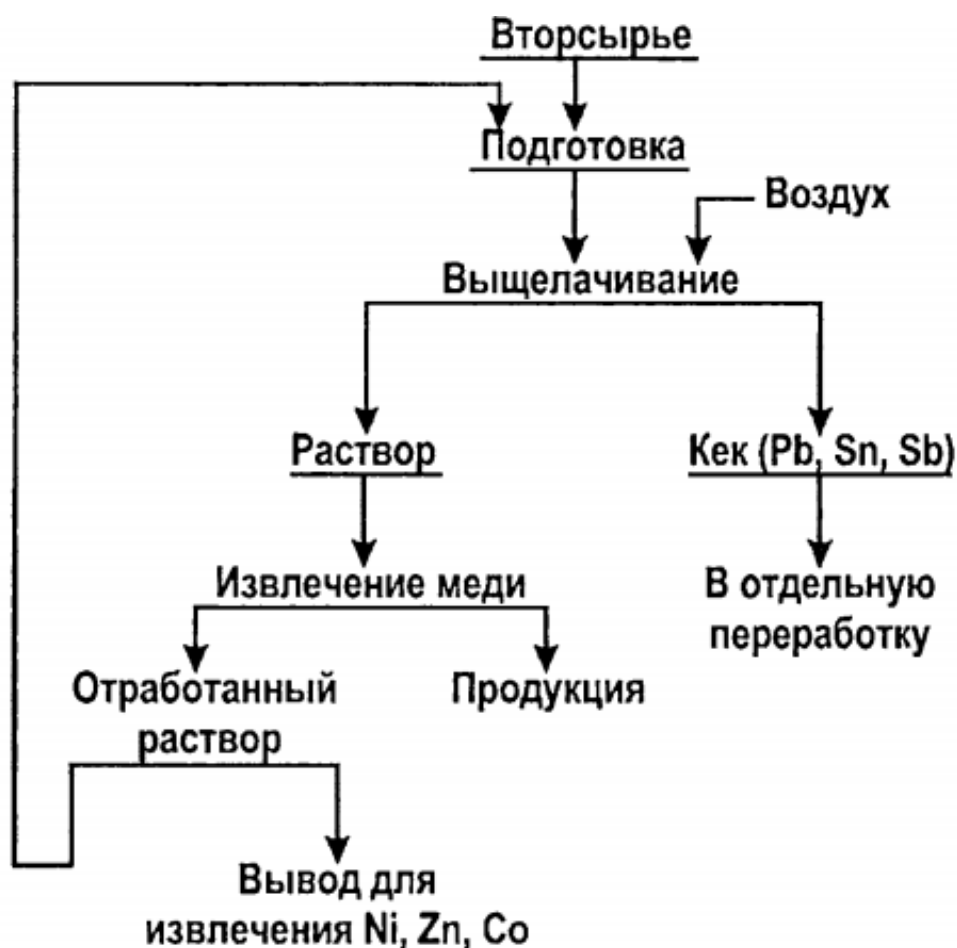 Вторсырье
Подготовка
Воздух
Выщелачивание
Раствор
Кек (Pb, Sn, Sb)
Извлечение меди
В отдельную
переработку
Отработанный
раствор
Продукция
Вывод для
извлечения Ni, Zn, Co